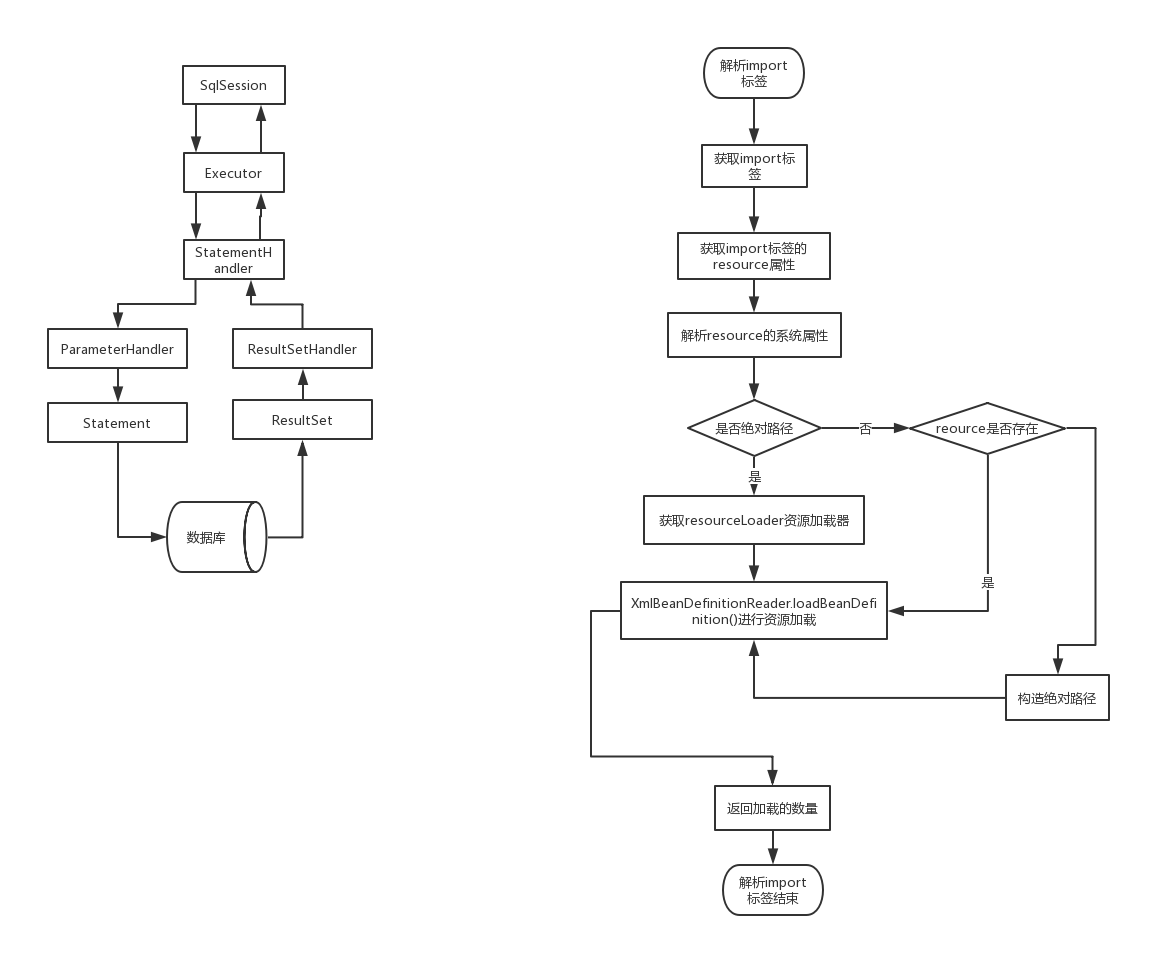 SqlSession
Executor
StatementH
andler
ParameterHandler
ResultSetHandler
Statement
ResultSet
数据库
解析import
标签
获取import标
签
获取import标签的
resource属性
解析resource的系统属性
是否绝对路径
否
reource是否存在
是
获取resourceLoader资源加载器
是
XmlBeanDefinitionReader.loadBeanDefi
nition()进行资源加载
构造绝对路径
返回加载的数量
解析import
标签结束